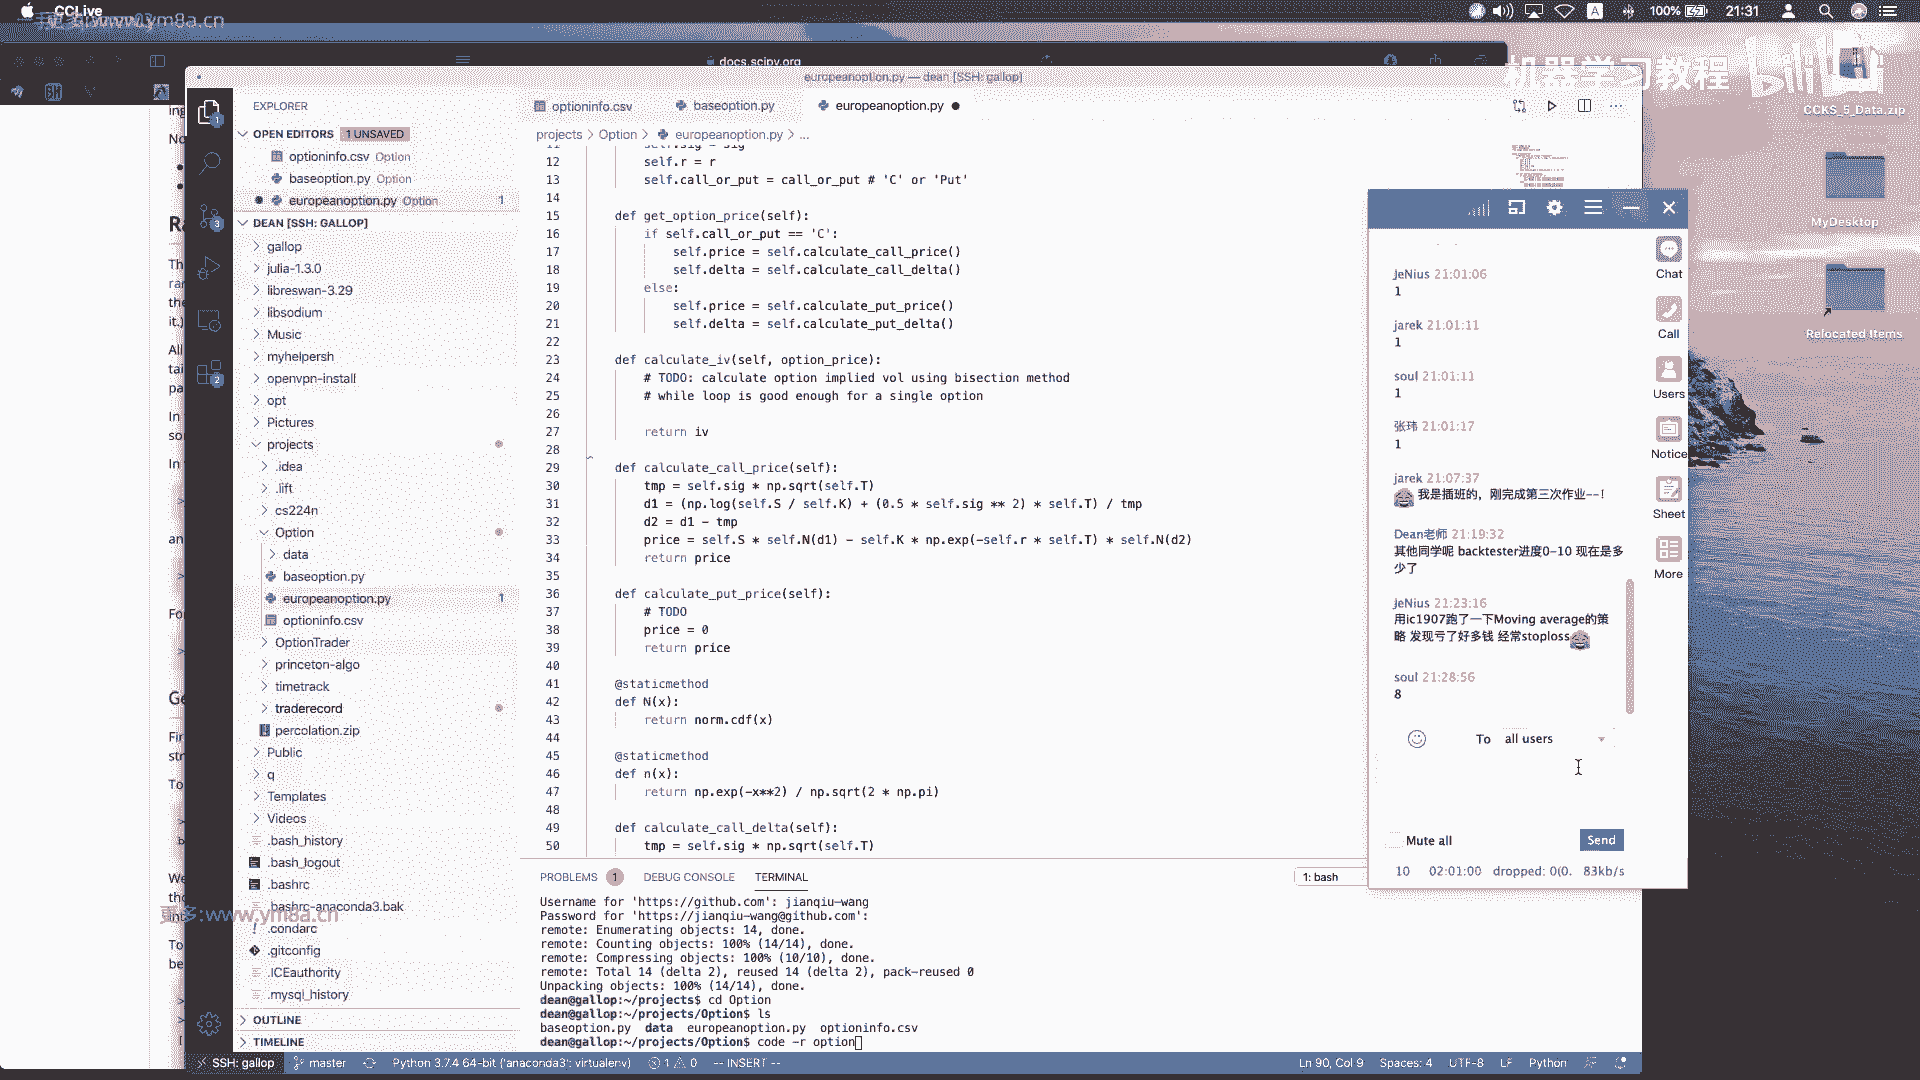 CCLive
100%
21:31
www.ym8a.cn
机器学习教程
docs.scipy.org
europeanoption.py — dean [SSH: gallop]
CCKS_5_Data.zip
MyDesktop
Relocated Items
EXPLORER
OPEN EDITORS 1 UNSAVED
optioninfo.csv Option
baseoption.py Option
europeanoption.py Option 1
DEAN [SSH: GALLOP]
gallop
julia-1.3.0
libreswan-3.29
libsodium
Music
myhelpersh
openvpn-install
opt
Pictures
projects
.idea
.lift
cs224n
Option
data
baseoption.py
europeanoption.py 1
optioninfo.csv
OptionTrader
princeton-algo
timetrack
traderecord
percolation.zip
Public
q
Templates
Videos
.bash_history
.bash_logout
.bashrc
.bashrc-anaconda3.bak
更多:www.ym8a.cn
.condarc
.gitconfig
.ICEauthority
.mysql_history
OUTLINE
TIMELINE
optioninfo.csv
baseoption.py
europeanoption.py
projects > Option > europeanoption.py > ...
11 self.sig = sig
12 self.r = r
13 self.call_or_put = call_or_put # 'C' or 'Put'
14
15 def get_option_price(self):
16 if self.call_or_put == 'C':
17 self.price = self.calculate_call_price()
18 self.delta = self.calculate_call_delta()
19 else:
20 self.price = self.calculate_put_price()
21 self.delta = self.calculate_put_delta()
22
23 def calculate_iv(self, option_price):
24 # TODO: calculate option implied vol using bisection method
25 # while loop is good enough for a single option
26
27 return iv
28
29 def calculate_call_price(self):
30 tmp = self.sig * np.sqrt(self.T)
31 d1 = (np.log(self.S / self.K) + (0.5 * self.sig ** 2) * self.T) / tmp
32 d2 = d1 - tmp
33 price = self.S * self.N(d1) - self.K * np.exp(-self.r * self.T) * self.N(d2)
34 return price
35
36 def calculate_put_price(self):
37 # TODO
38 price = 0
39 return price
40
41 @staticmethod
42 def N(x):
43 return norm.cdf(x)
44
45 @staticmethod
46 def n(x):
47 return np.exp(-x**2) / np.sqrt(2 * np.pi)
48
49 def calculate_call_delta(self):
50 tmp = self.sig * np.sqrt(self.T)
PROBLEMS 1 DEBUG CONSOLE TERMINAL
1: bash
Username for 'https://github.com': jianqiu-wang
Password for 'https://jianqiu-wang@github.com':
remote: Enumerating objects: 14, done.
remote: Counting objects: 100% (14/14), done.
remote: Compressing objects: 100% (10/10), done.
remote: Total 14 (delta 2), reused 14 (delta 2), pack-reused 0
Unpacking objects: 100% (14/14), done.
dean@gallop:~/projects$ cd Option
dean@gallop:~/projects/Option$ ls
baseoption.py data europeanoption.py optioninfo.csv
dean@gallop:~/projects/Option$ code -r option
SSH: gallop master Python 3.7.4 64-bit ('anaconda3': virtualenv) 1 0 -- INSERT --
Ln 90, Col 9 Spaces: 4 UTF-8 LF Python
JeNius 21:01:06
1
jarek 21:01:11
1
soul 21:01:11
1
张玮 21:01:17
1
jarek 21:07:37
我是插班的，刚完成第三次作业--！
Dean老师 21:19:32
其他同学呢 backtester进度0-10 现在是多
少了
JeNius 21:23:16
用ic1907跑了一下Moving average的策
略 发现亏了好多钱 经常stoploss
soul 21:28:56
8
To all users
Mute all
Send
10 02:01:00 dropped: 0(0. 83kb/s
Chat
Call
Users
Notice
Sheet
More